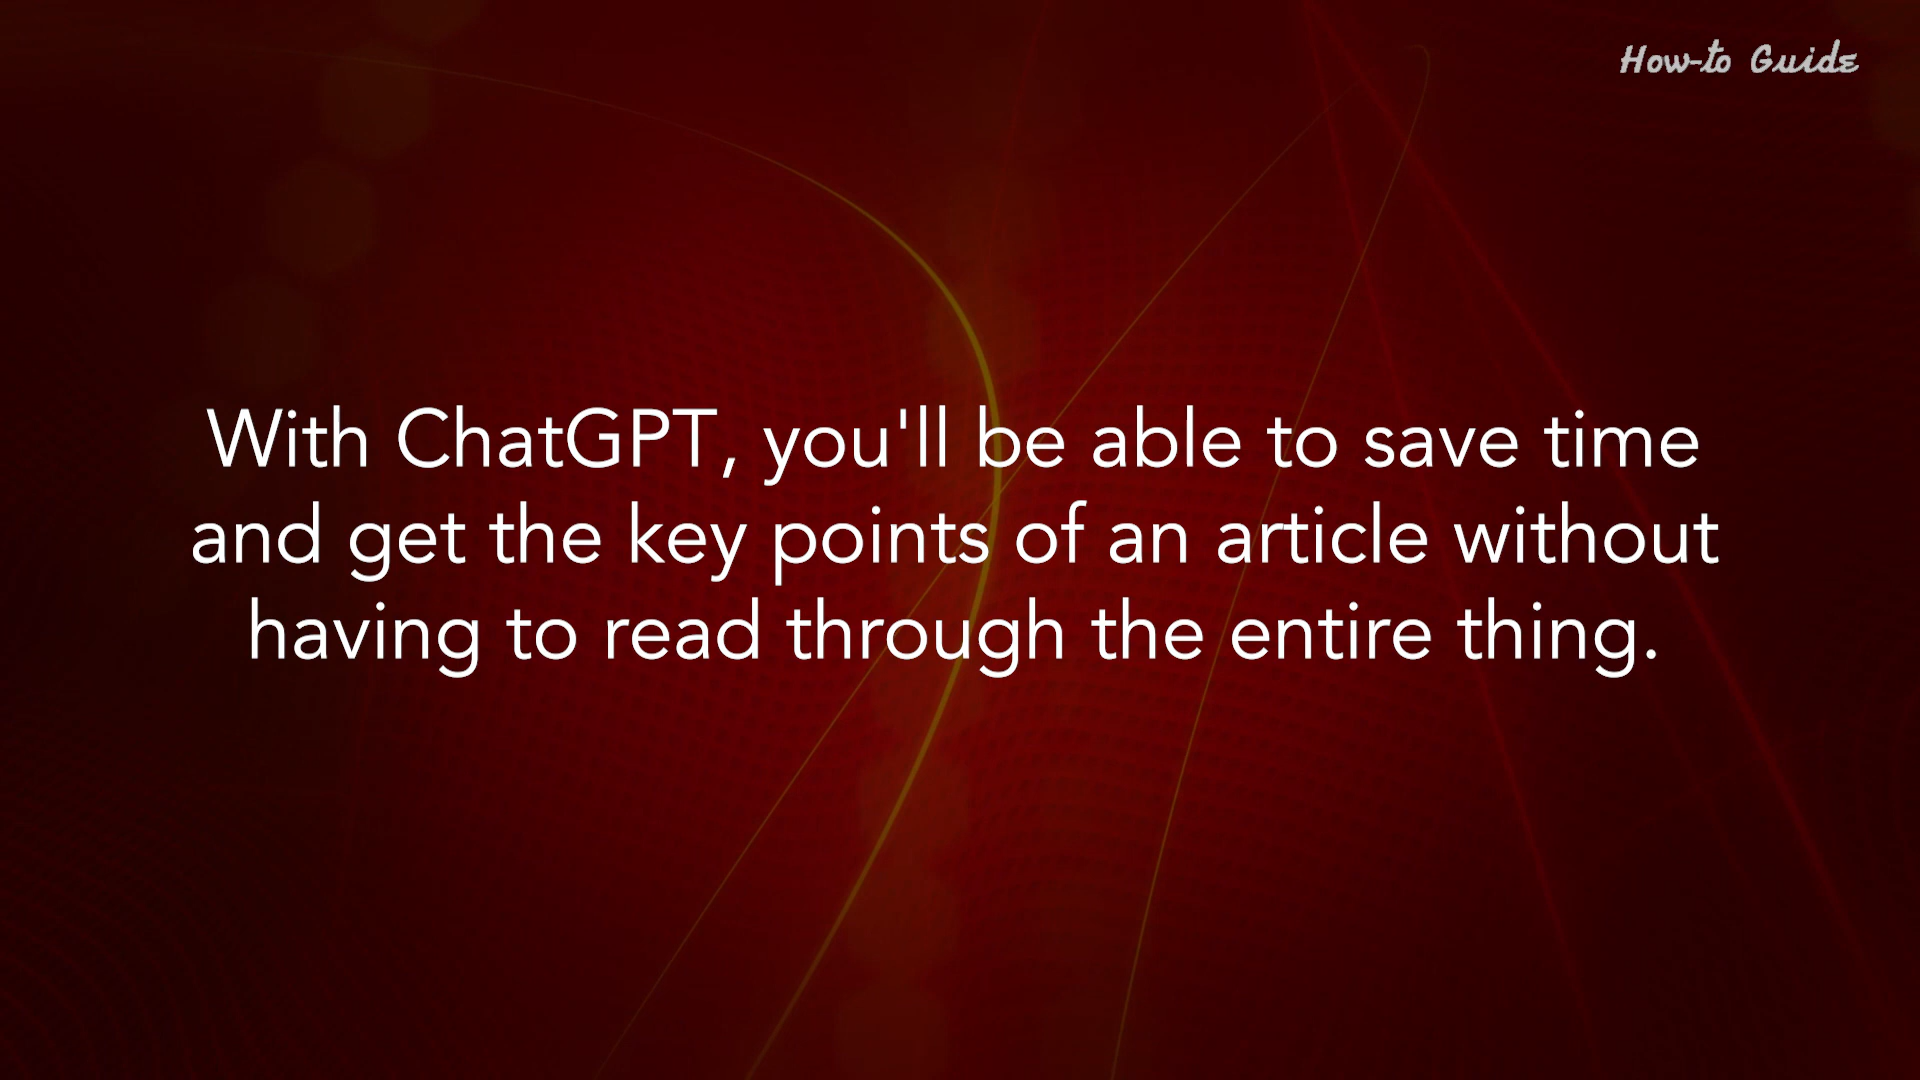 How-to Guide
With ChatGPT, you'll be able to save time
and get the key points of an article without
having to read through the entire thing.